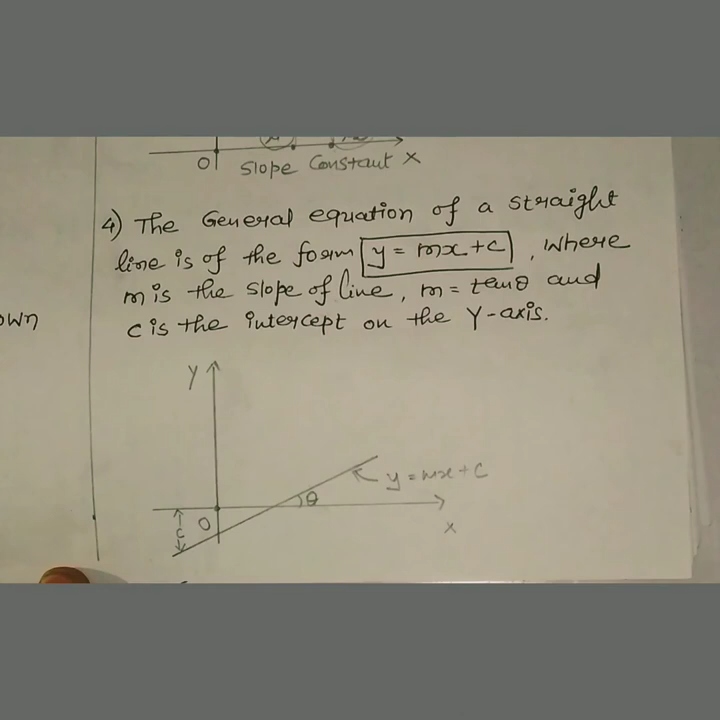 O Slope Constaut X
4) The General equation of a straight
line is of the form y = mx + c , where
m is the slope of line, m = tanθ and
own
c is the intercept on the Y-axis.
Y
y = mx + c
θ
O
c
x